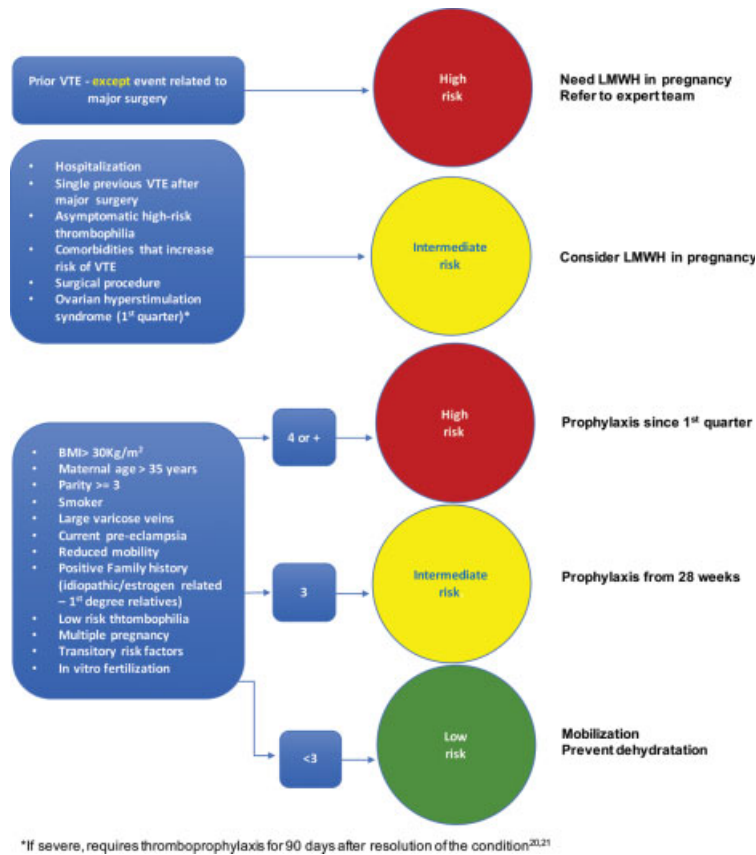 Prior VTE - except event related to
major surgery
High
risk
Need LMWH in pregnancy
Refer to expert team
• Hospitalization
• Single previous VTE after
major surgery
• Asymptomatic high-risk
thrombophilia
• Comorbidities that increase
risk of VTE
• Surgical procedure
• Ovarian hyperstimulation
syndrome (1st quarter)*
Intermediate
risk
Consider LMWH in pregnancy
• BMI> 30Kg/m²
• Maternal age > 35 years
• Parity >= 3
• Smoker
• Large varicose veins
• Current pre-eclampsia
• Reduced mobility
• Positive Family history
(idiopathic/estrogen related
– 1st degree relatives)
• Low risk thtombophilia
• Multiple pregnancy
• Transitory risk factors
• In vitro fertilization
4 or +
High
risk
Prophylaxis since 1st quarter
3
Intermediate
risk
Prophylaxis from 28 weeks
<3
Low
risk
Mobilization
Prevent dehydratation
*If severe, requires thromboprophylaxis for 90 days after resolution of the condition20,21